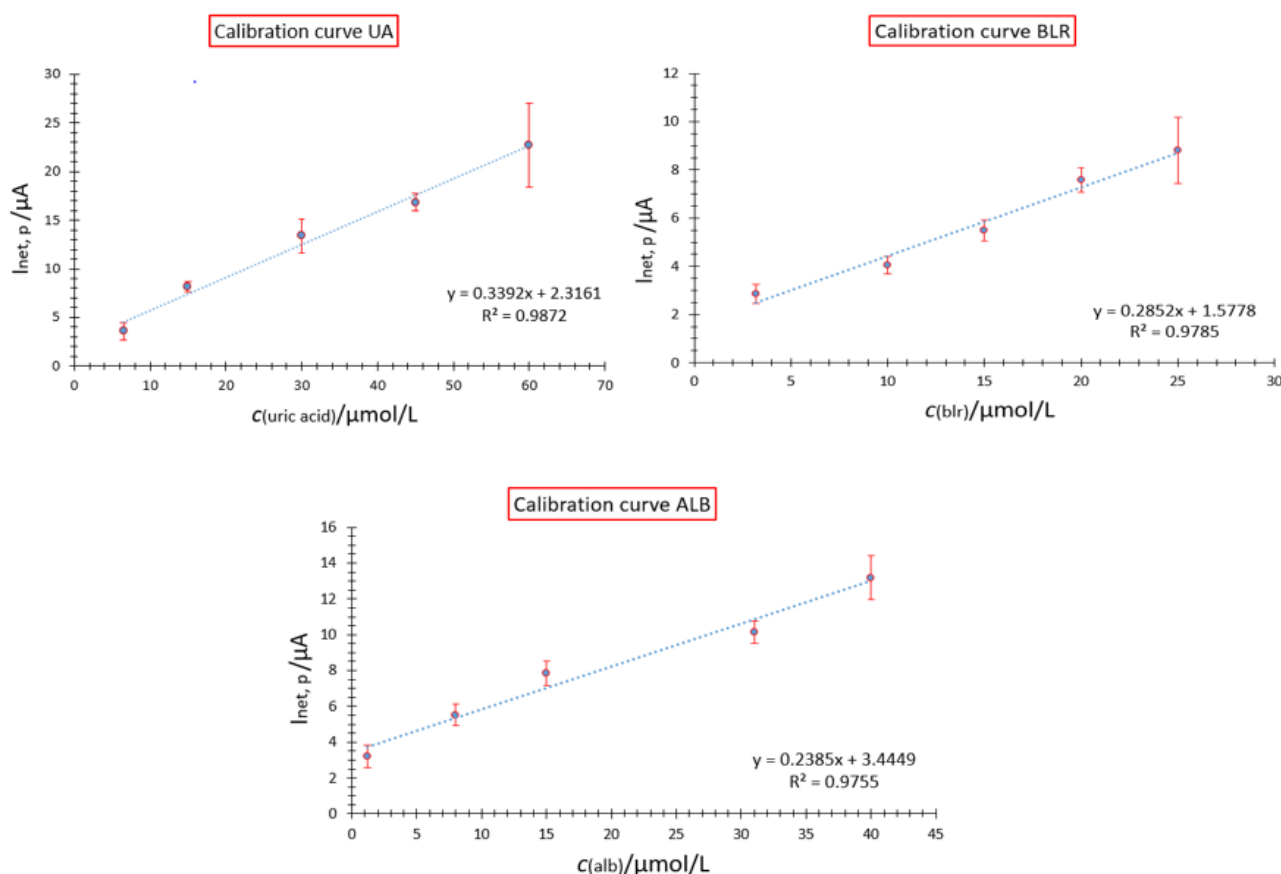 Calibration curve UA
30
25
20
15
10
5
0
0 10 20 30 40 50 60 70
Inet, p /µA
c(uric acid)/µmol/L
y = 0.3392x + 2.3161
R² = 0.9872
Calibration curve BLR
12
10
8
6
4
2
0
0 5 10 15 20 25 30
Inet, p /µA
c(blr)/µmol/L
y = 0.2852x + 1.5778
R² = 0.9785
Calibration curve ALB
16
14
12
10
8
6
4
2
0
0 5 10 15 20 25 30 35 40 45
Inet, p /µA
c(alb)/µmol/L
y = 0.2385x + 3.4449
R² = 0.9755